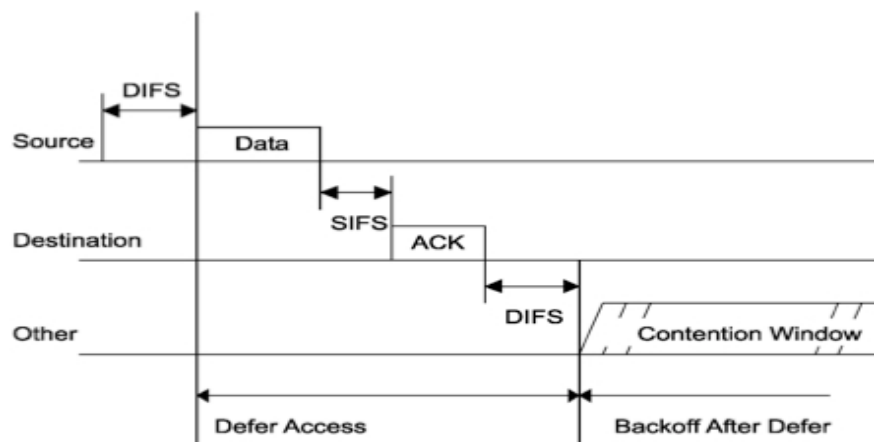 DIFS
Source
Data
SIFS
Destination
ACK
DIFS
Other
Contention Window
Defer Access
Backoff After Defer